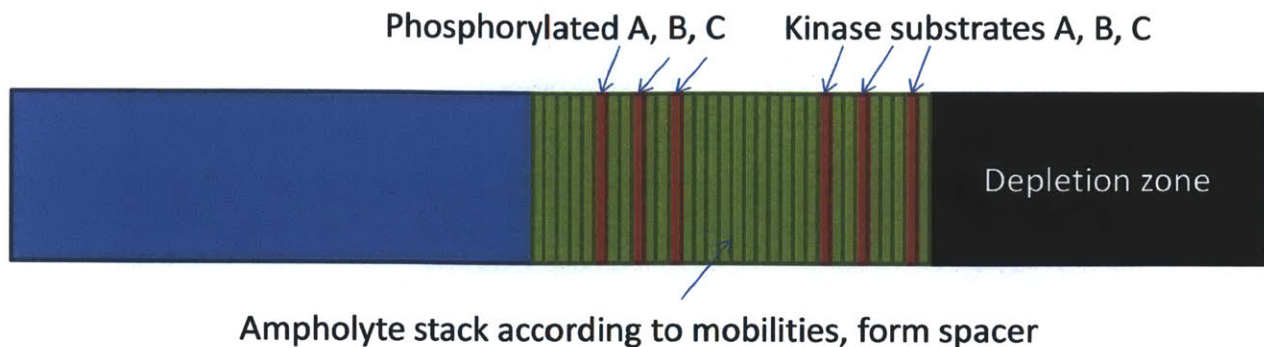 Phosphorylated A, B, C Kinase substrates A, B, C
Depletion zone
Ampholyte stack according to mobilities, form spacer